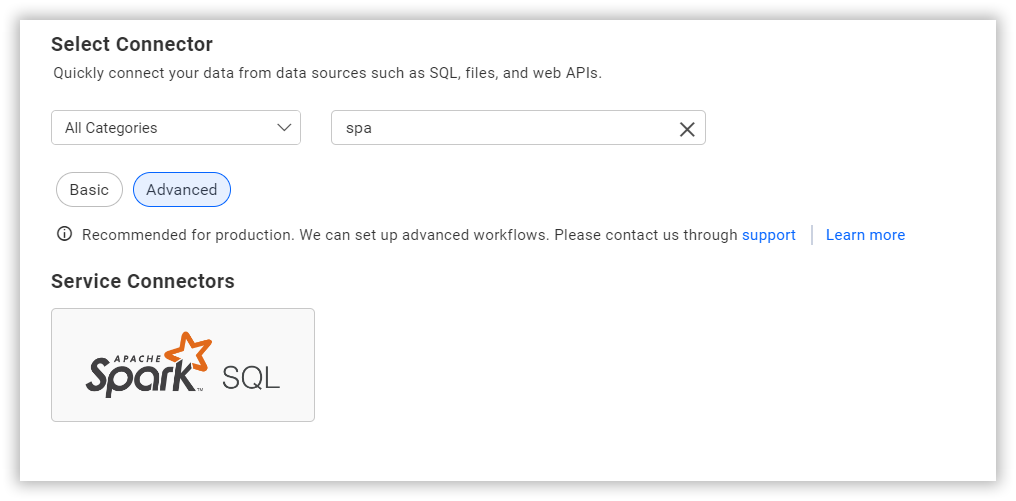 Select Connector
Quickly connect your data from data sources such as SQL, files, and web APIs.
All Categories
spa
Basic
Advanced
Recommended for production. We can set up advanced workflows. Please contact us through support | Learn more
Service Connectors
APACHE
Spark™ SQL